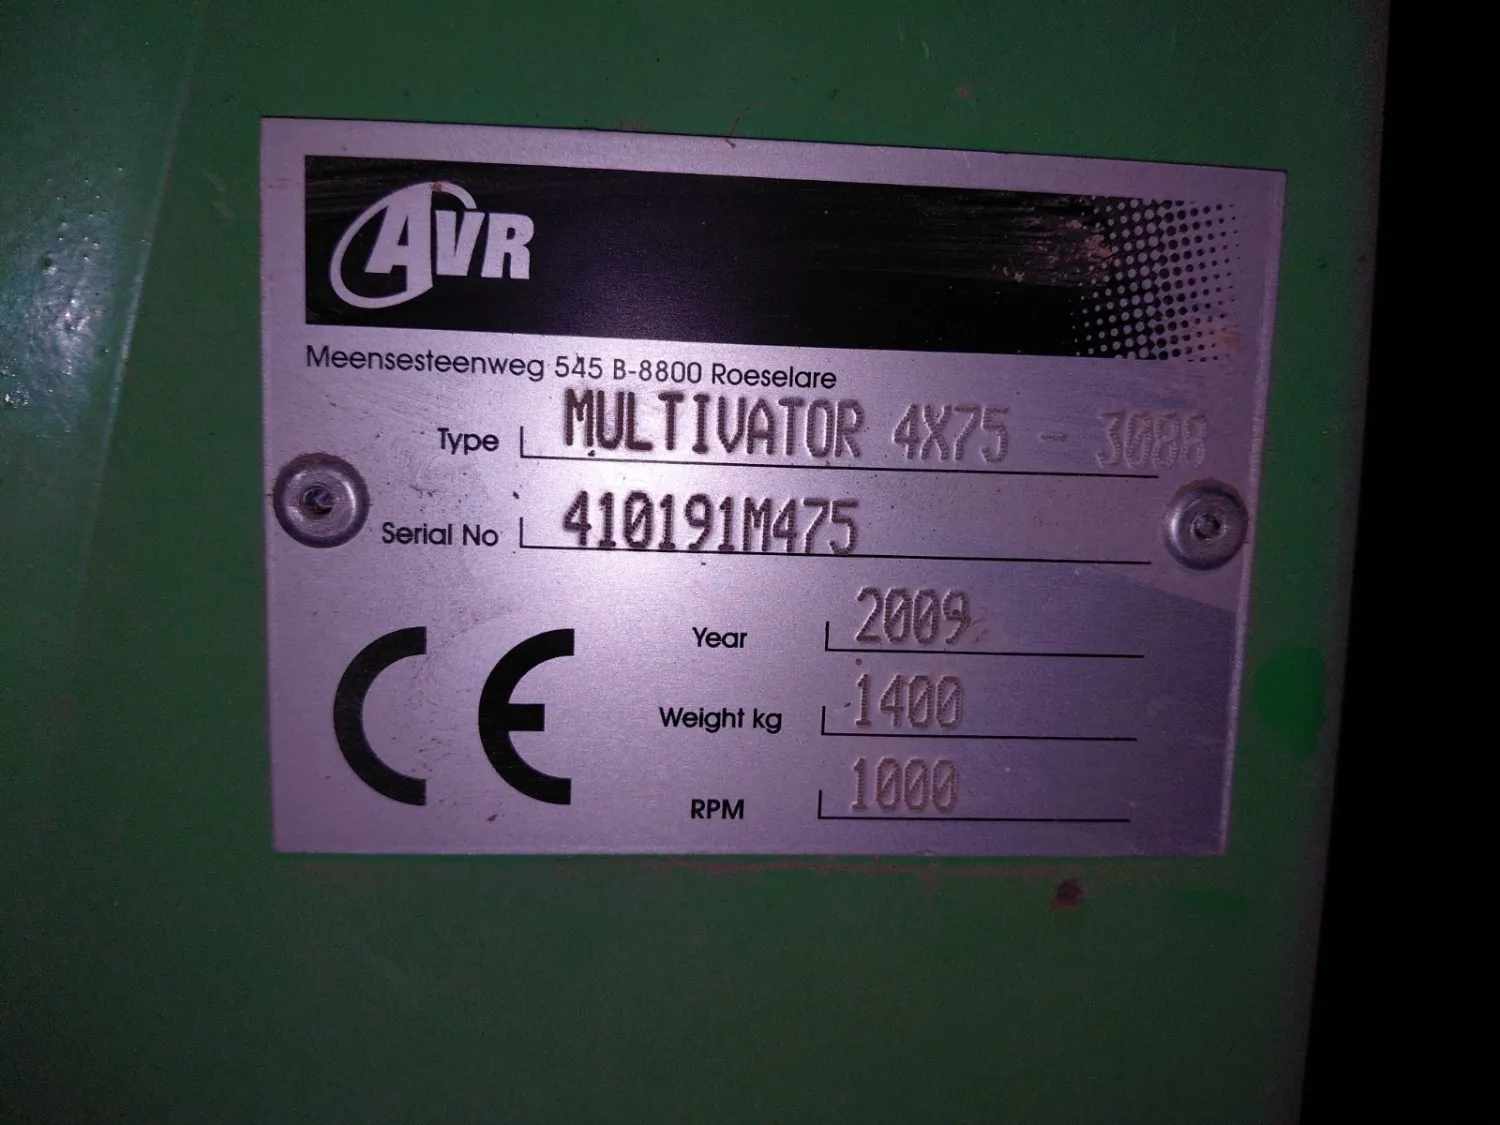 AVR
Meensesteenweg 545 B-8800 Roeselare
Type MULTIVATOR 4X75 - 3088
Serial No 410191M475
CE
Year 2009
Weight kg 1400
RPM 1000